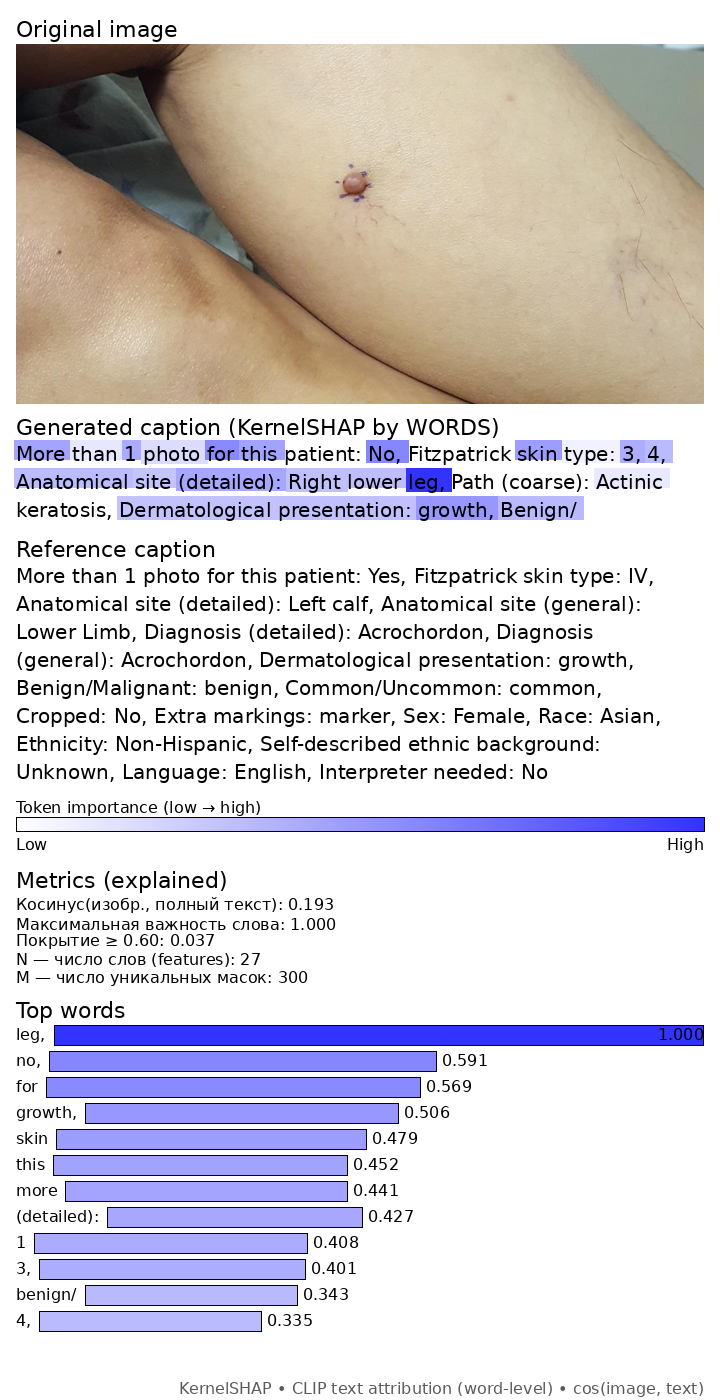 Original image
Generated caption (KernelSHAP by WORDS)
More than 1 photo for this patient: No, Fitzpatrick skin type: 3, 4,
Anatomical site (detailed): Right lower leg, Path (coarse): Actinic
keratosis, Dermatological presentation: growth, Benign/
Reference caption
More than 1 photo for this patient: Yes, Fitzpatrick skin type: IV,
Anatomical site (detailed): Left calf, Anatomical site (general):
Lower Limb, Diagnosis (detailed): Acrochordon, Diagnosis
(general): Acrochordon, Dermatological presentation: growth,
Benign/Malignant: benign, Common/Uncommon: common,
Cropped: No, Extra markings: marker, Sex: Female, Race: Asian,
Ethnicity: Non-Hispanic, Self-described ethnic background:
Unknown, Language: English, Interpreter needed: No
Token importance (low → high)
Low High
Metrics (explained)
Косинус(изобр., полный текст): 0.193
Максимальная важность слова: 1.000
Покрытие ≥ 0.60: 0.037
N — число слов (features): 27
M — число уникальных масок: 300
Top words
leg, 1.000
no, 0.591
for 0.569
growth, 0.506
skin 0.479
this 0.452
more 0.441
(detailed): 0.427
1 0.408
3, 0.401
benign/ 0.343
4, 0.335
KernelSHAP • CLIP text attribution (word-level) • cos(image, text)